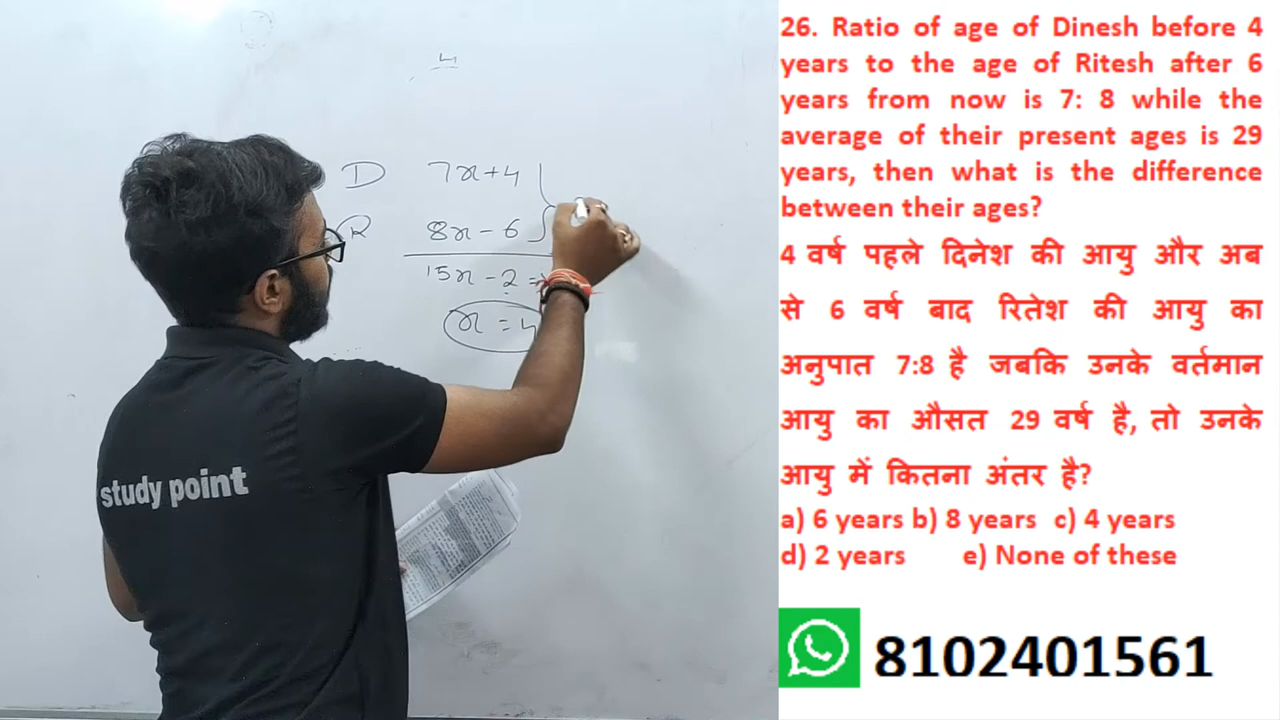 4
D 7x+4
R 8x-6
15x-2=
x=4
study point
26. Ratio of age of Dinesh before 4
years to the age of Ritesh after 6
years from now is 7: 8 while the
average of their present ages is 29
years, then what is the difference
between their ages?
4 वर्ष पहले दिनेश की आयु और अब
से 6 वर्ष बाद रितेश की आयु का
अनुपात 7:8 है जबकि उनके वर्तमान
आयु का औसत 29 वर्ष है, तो उनके
आयु में कितना अंतर है?
a) 6 years b) 8 years c) 4 years
d) 2 years e) None of these
8102401561